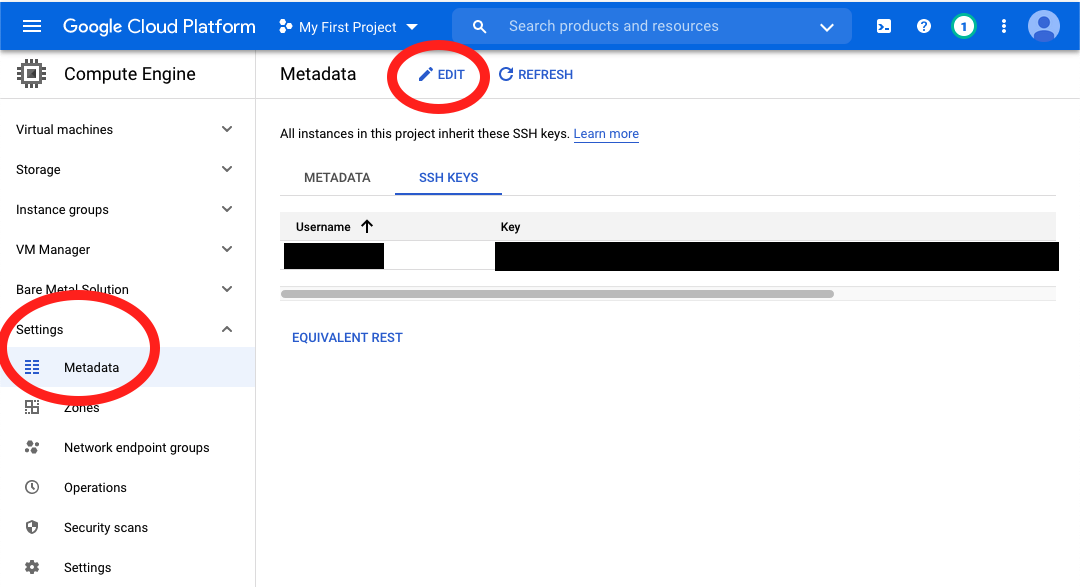 Google Cloud Platform My First Project Search products and resources 1
Compute Engine
Metadata EDIT REFRESH
Virtual machines
Storage
Instance groups
VM Manager
Bare Metal Solution
Settings
Metadata
Zones
Network endpoint groups
Operations
Security scans
Settings
All instances in this project inherit these SSH keys. Learn more
METADATA SSH KEYS
Username Key
EQUIVALENT REST